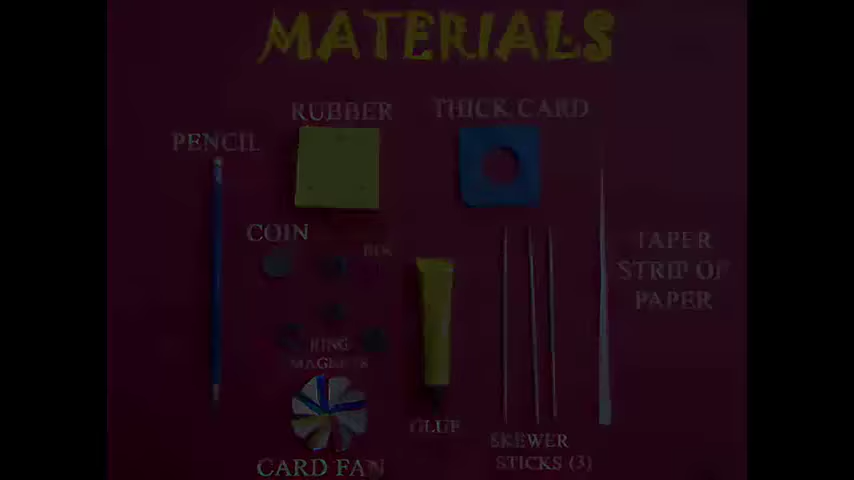 MATERIALS
RUBBER
THICK CARD
PENCIL
COIN
TAPER
STRIP OF
PAPER
RING
MAGNETS
GLUE
SKEWER
STICKS (3)
CARD FAN